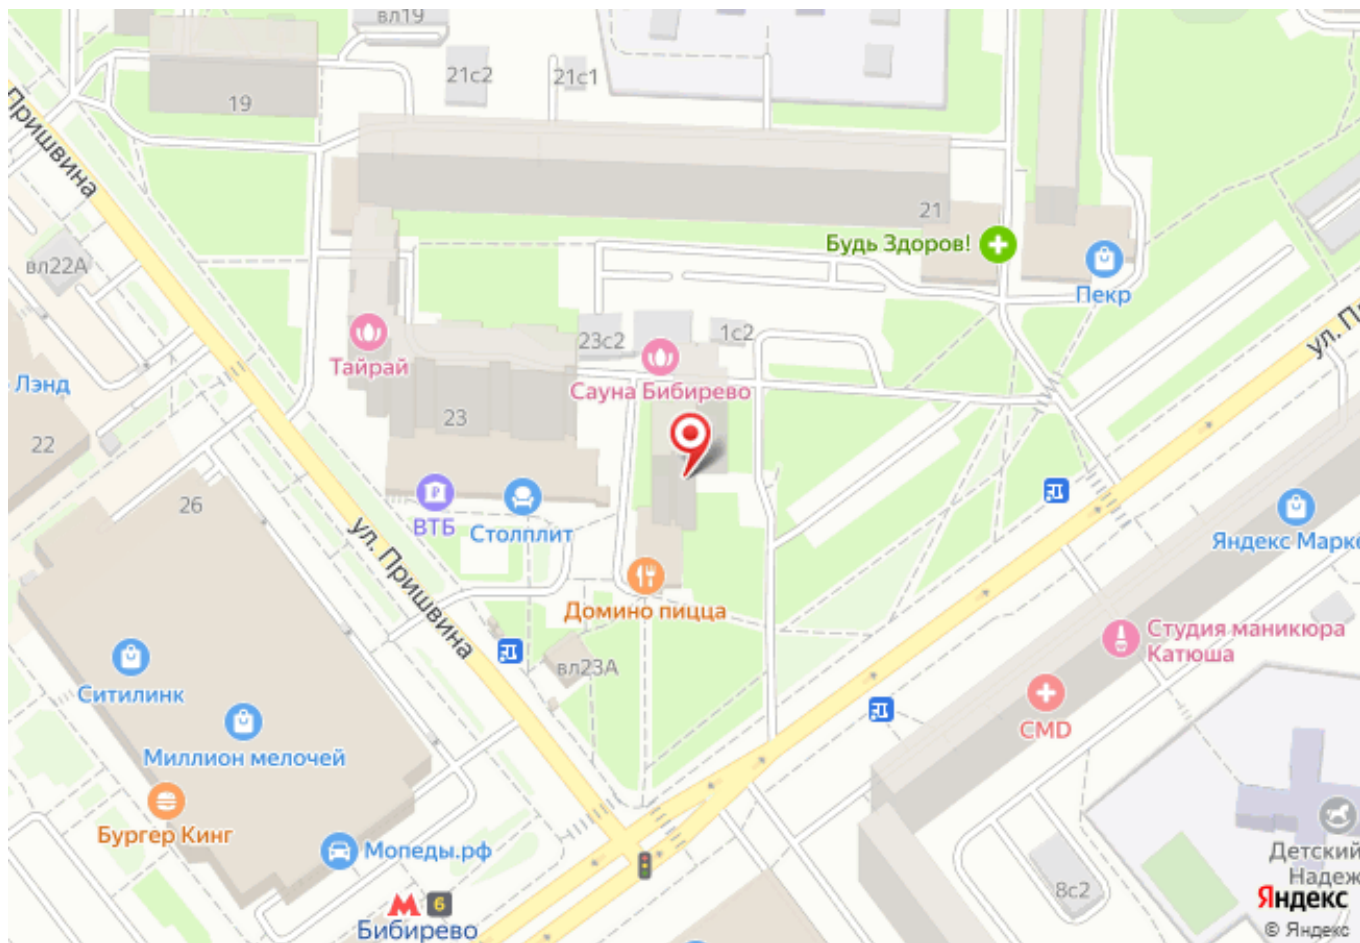 вл19
21с2
21с1
19
Пришвина
21
Будь Здоров!
Пекр
вл22А
ул. П
Тайрай
23с2
1с2
Сауна Бибирево
Лэнд
22
23
26
ВТБ
Столплит
ул. Пришвина
Яндекс Марке
Домино пицца
Студия маникюра
Катюша
вл23А
Ситилинк
CMD
Миллион мелочей
Бургер Кинг
Мопеды.рф
Детский
Надеж
8с2
6
Бибирево
Яндекс
© Яндекс